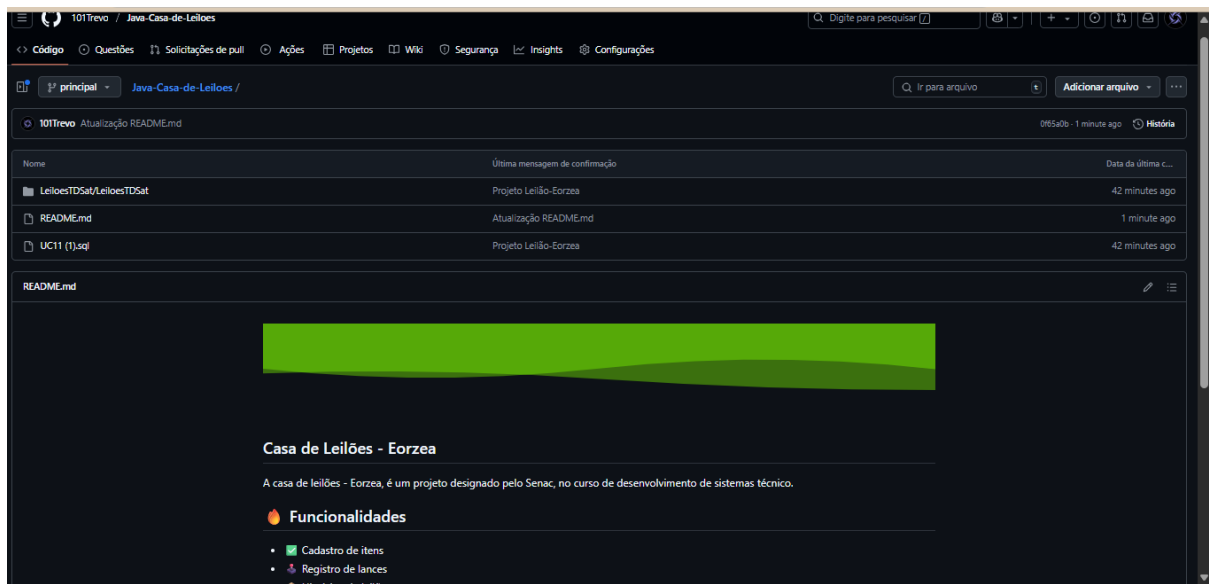 101Trevo / Java-Casa-de-Leiloes
Digite para pesquisar /
Código Questões Solicitações de pull Ações Projetos Wiki Segurança Insights Configurações
principal Java-Casa-de-Leiloes /
Ir para arquivo t Adicionar arquivo
101Trevo Atualização README.md 0f65a0b · 1 minute ago História
Nome Última mensagem de confirmação Data da última c...
LeiloesTDSat/LeiloesTDSat Projeto Leilão-Eorzea 42 minutes ago
README.md Atualização README.md 1 minute ago
UC11 (1).sql Projeto Leilão-Eorzea 42 minutes ago
README.md
Casa de Leilões - Eorzea
A casa de leilões - Eorzea, é um projeto designado pelo Senac, no curso de desenvolvimento de sistemas técnico.
Funcionalidades
Cadastro de itens
Registro de lances